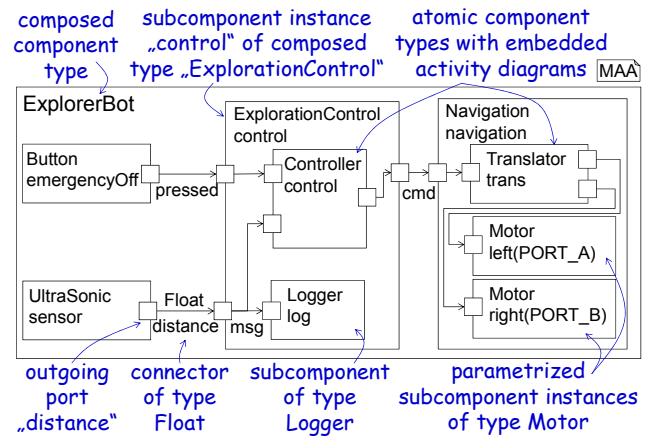 composed
component
type
subcomponent instance
„control“ of composed
type „ExplorationControl“
atomic component
types with embedded
activity diagrams
MAA
ExplorerBot
ExplorationControl
control
Navigation
navigation
Button
emergencyOff
pressed
Controller
control
cmd
Translator
trans
Motor
left(PORT_A)
UltraSonic
sensor
Float
distance
msg
Logger
log
Motor
right(PORT_B)
outgoing
port
„distance“
connector
of type
Float
subcomponent
of type
Logger
parametrized
subcomponent instances
of type Motor